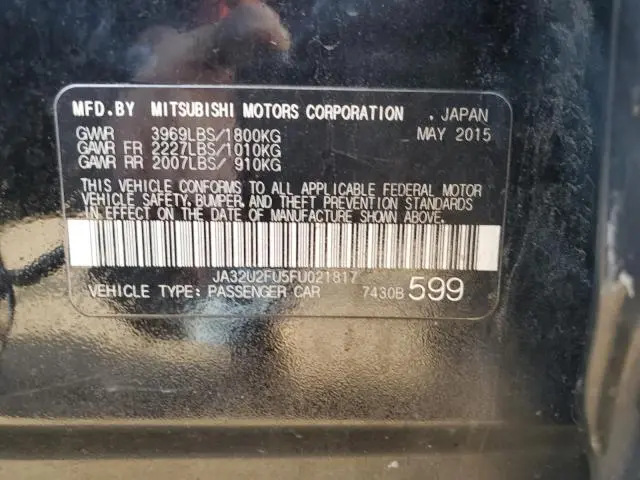 MFD. BY MITSUBISHI MOTORS CORPORATION . JAPAN
GVWR 3969LBS/1800KG MAY 2015
GAWR FR 2227LBS/1010KG
GAWR RR 2007LBS/ 910KG
THIS VEHICLE CONFORMS TO ALL APPLICABLE FEDERAL MOTOR
VEHICLE SAFETY, BUMPER, AND THEFT PREVENTION STANDARDS
IN EFFECT ON THE DATE OF MANUFACTURE SHOWN ABOVE.
JA32U2FU5FU021817
VEHICLE TYPE: PASSENGER CAR 7430B 599